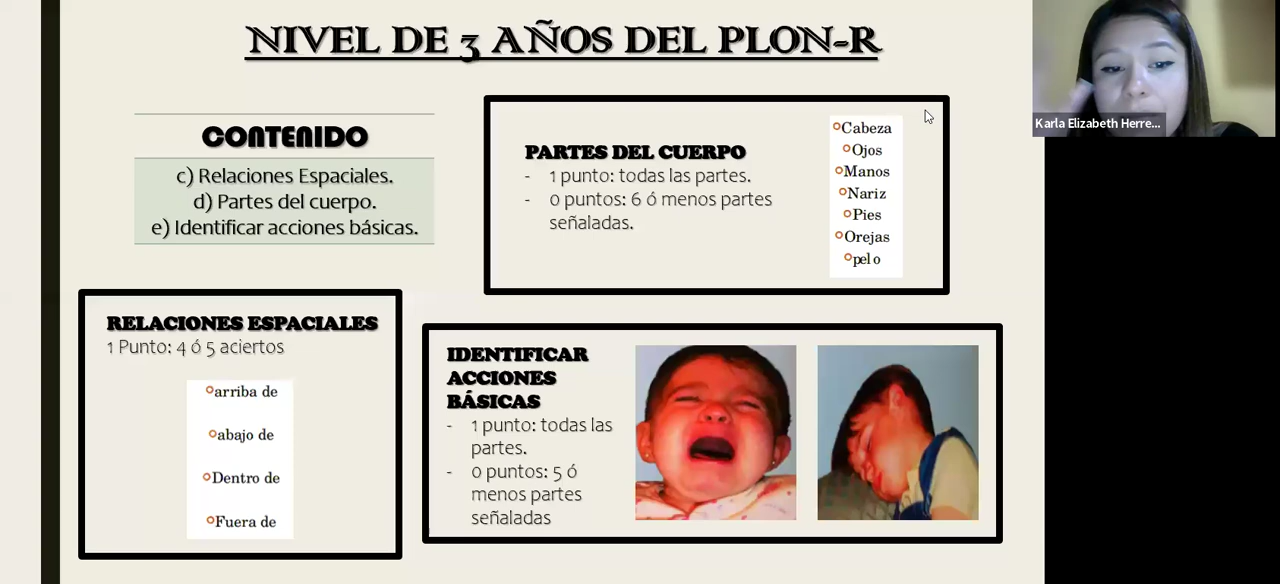 NIVEL DE 3 AÑOS DEL PLON-R
Karla Elizabeth Herre...
CONTENIDO
c) Relaciones Espaciales.
d) Partes del cuerpo.
e) Identificar acciones básicas.
PARTES DEL CUERPO
- 1 punto: todas las partes.
- 0 puntos: 6 ó menos partes
señaladas.
Cabeza
Ojos
Manos
Nariz
Pies
Orejas
pelo
RELACIONES ESPACIALES
1 Punto: 4 ó 5 aciertos
arriba de
abajo de
Dentro de
Fuera de
IDENTIFICAR
ACCIONES
BÁSICAS
- 1 punto: todas las
partes.
- 0 puntos: 5 ó
menos partes
señaladas